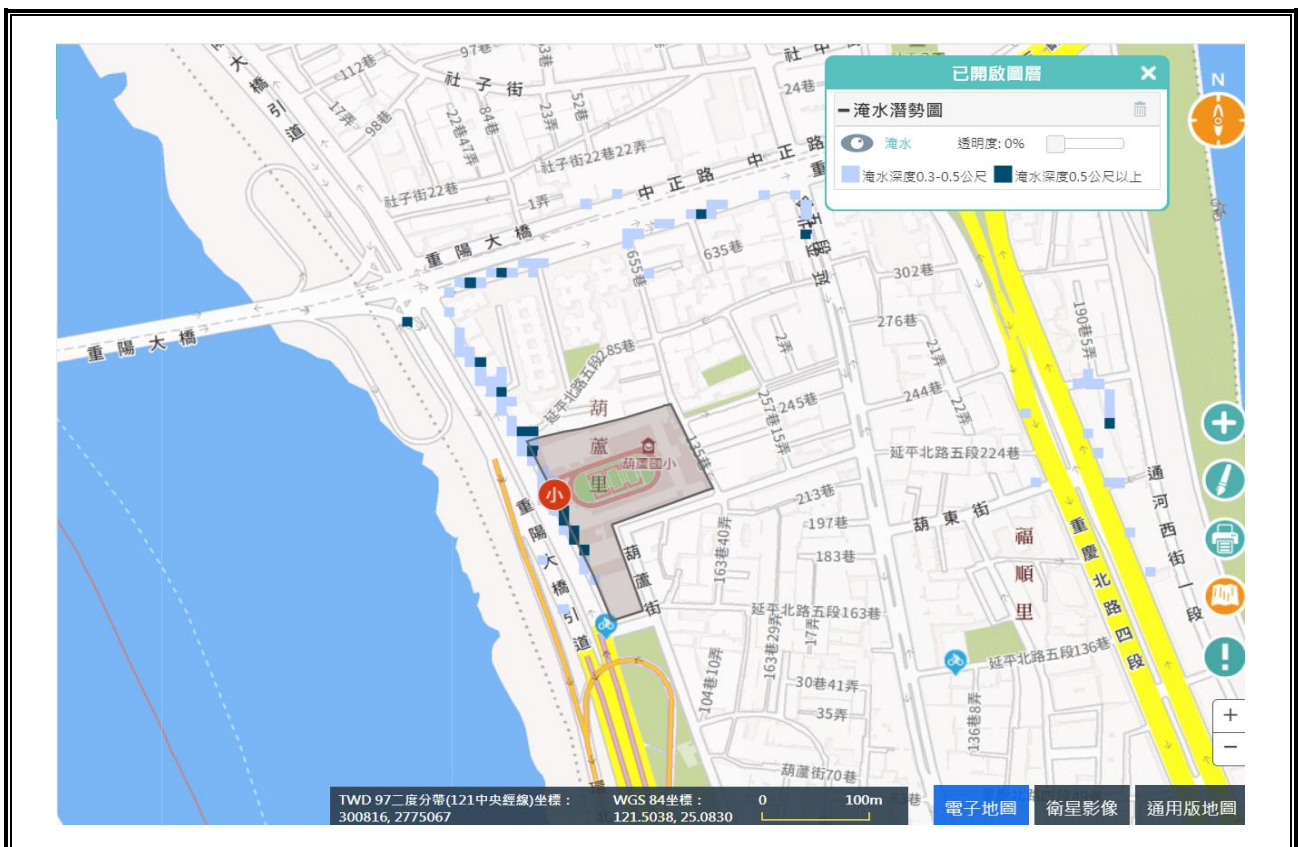 已開啟圖層
淹水潛勢圖
淹水
透明度: 0%
淹水深度0.3-0.5公尺
淹水深度0.5公尺以上
N
大橋引道
112巷
17弄
98巷
97巷
社子街
24巷
22巷47弄
84巷
23弄
52巷
社子街22巷22弄
社子街22巷
1弄
中正路
中正路
重陽大橋
重陽大橋
655巷
635巷
302巷
276巷
190巷5弄
2弄
21弄
延平北路五段285巷
257巷15弄
245巷
244巷
22弄
葫蘆里
葫蘆國小
135巷
小
延平北路五段224巷
213巷
197巷
183巷
葫東街
福順里
通河西街一段
重慶北路四段
重陽大橋引道
葫蘆街
163巷40弄
延平北路五段163巷
163巷29弄
17弄
延平北路五段136巷
104巷10弄
30巷41弄
35弄
136巷8弄
葫蘆街70巷
TWD 97二度分帶(121中央經線)坐標：
300816, 2775067
WGS 84坐標：
121.5038, 25.0830
0
100m
電子地圖
衛星影像
通用版地圖